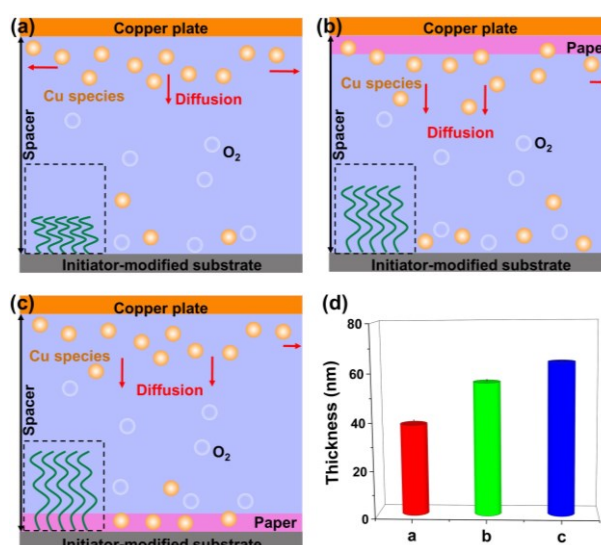 (a)
Copper plate
Cu species
Diffusion
Spacer
O2
Initiator-modified substrate
(b)
Copper plate
Paper
Cu species
Diffusion
Spacer
O2
Initiator-modified substrate
(c)
Copper plate
Cu species
Diffusion
Spacer
O2
Paper
Initiator-modified substrate
(d)
80
60
40
20
0
Thickness (nm)
a b c